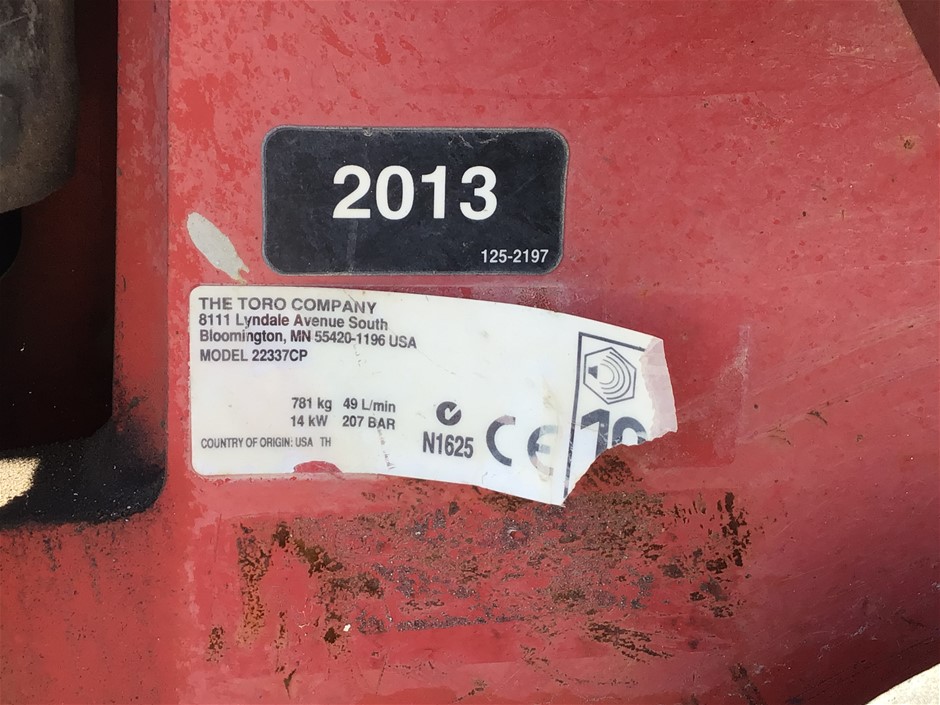 2013
125-2197
THE TORO COMPANY
8111 Lyndale Avenue South
Bloomington, MN 55420-1196 USA
MODEL 22337CP
781 kg 49 L/min
14 kW 207 BAR
COUNTRY OF ORIGIN: USA TH
N1625
CE